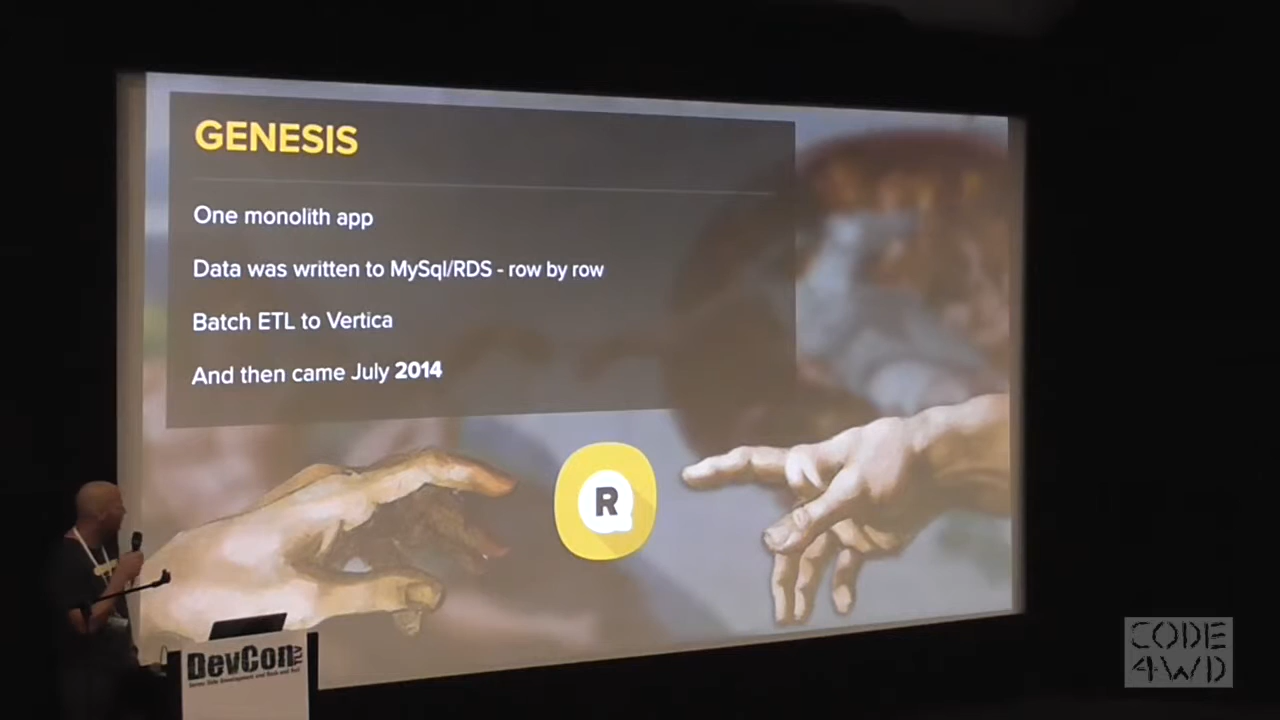 GENESIS
One monolith app
Data was written to MySql/RDS - row by row
Batch ETL to Vertica
And then came July 2014
R
DevCon TLV
CODE
4WD